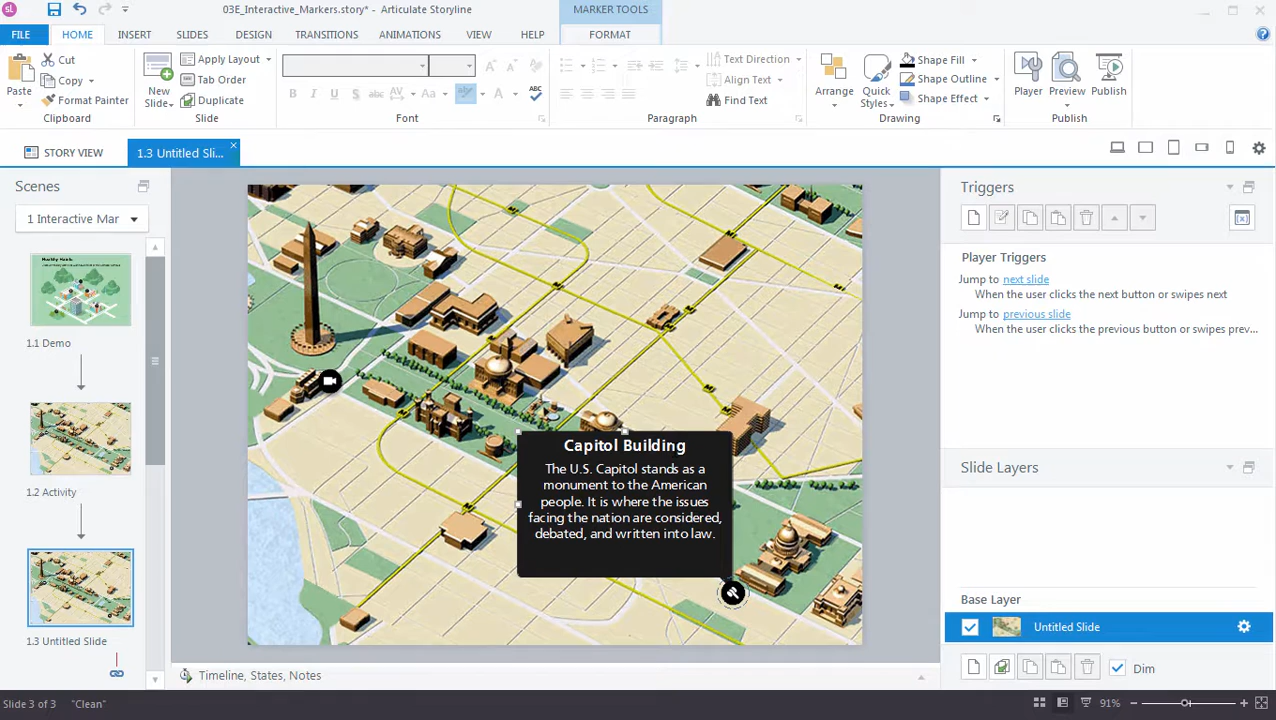 03E_Interactive_Markers.story* - Articulate Storyline
MARKER TOOLS
FILE
HOME
INSERT
SLIDES
DESIGN
TRANSITIONS
ANIMATIONS
VIEW
HELP
FORMAT
Paste
Cut
Copy
Format Painter
Clipboard
New
Slide
Apply Layout
Tab Order
Duplicate
Slide
Font
Text Direction
Align Text
Find Text
Paragraph
Arrange
Quick
Styles
Shape Fill
Shape Outline
Shape Effect
Drawing
Player
Preview
Publish
Publish
STORY VIEW
1.3 Untitled Sli...
Scenes
1 Interactive Mar
1.1 Demo
1.2 Activity
1.3 Untitled Slide
Capitol Building
The U.S. Capitol stands as a
monument to the American
people. It is where the issues
facing the nation are considered,
debated, and written into law.
Triggers
Player Triggers
Jump to next slide
When the user clicks the next button or swipes next
Jump to previous slide
When the user clicks the previous button or swipes prev...
Slide Layers
Base Layer
Untitled Slide
Dim
Timeline, States, Notes
Slide 3 of 3
"Clean"
91%